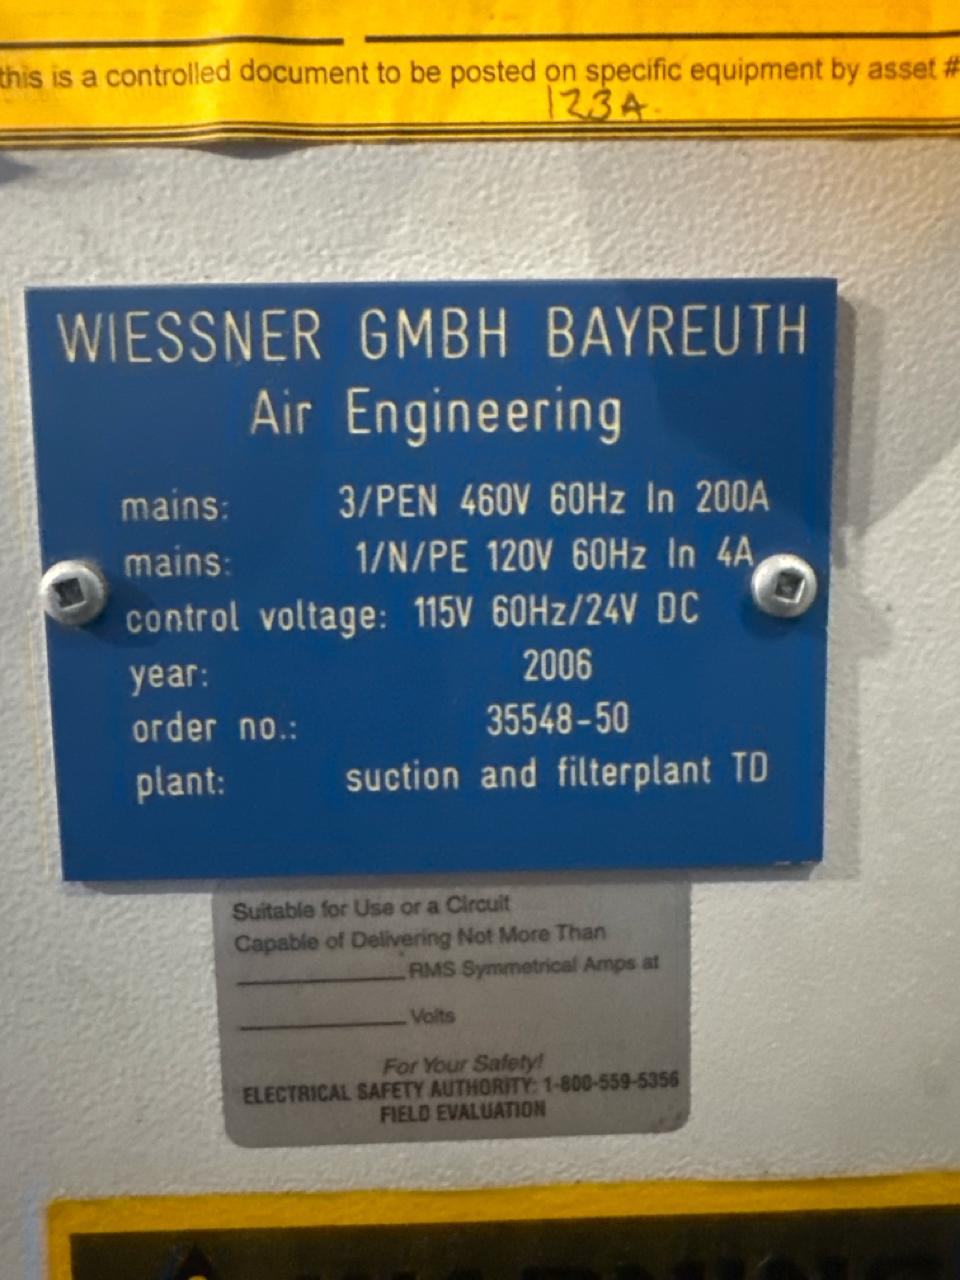 this is a controlled document to be posted on specific equipment by asset #
123A.
WIESSNER GMBH BAYREUTH
Air Engineering
mains: 3/PEN 460V 60Hz In 200A
mains: 1/N/PE 120V 60Hz In 4A
control voltage: 115V 60Hz/24V DC
year: 2006
order no.: 35548-50
plant: suction and filterplant TD
Suitable for Use or a Circuit
Capable of Delivering Not More Than
RMS Symmetrical Amps at
Volts
For Your Safety!
ELECTRICAL SAFETY AUTHORITY: 1-800-559-5356
FIELD EVALUATION